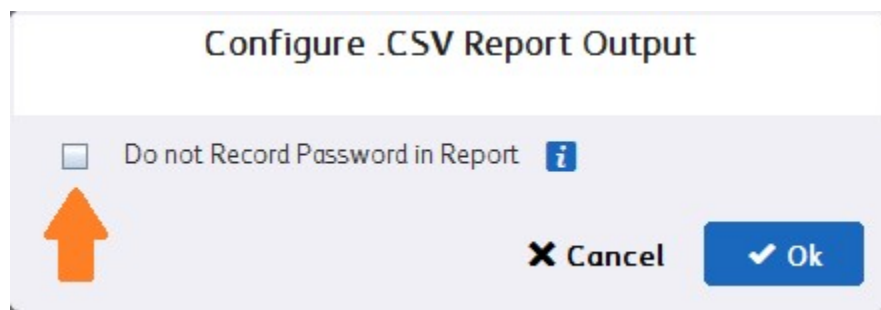 Configure .CSV Report Output
Do not Record Password in Report i
Cancel Ok